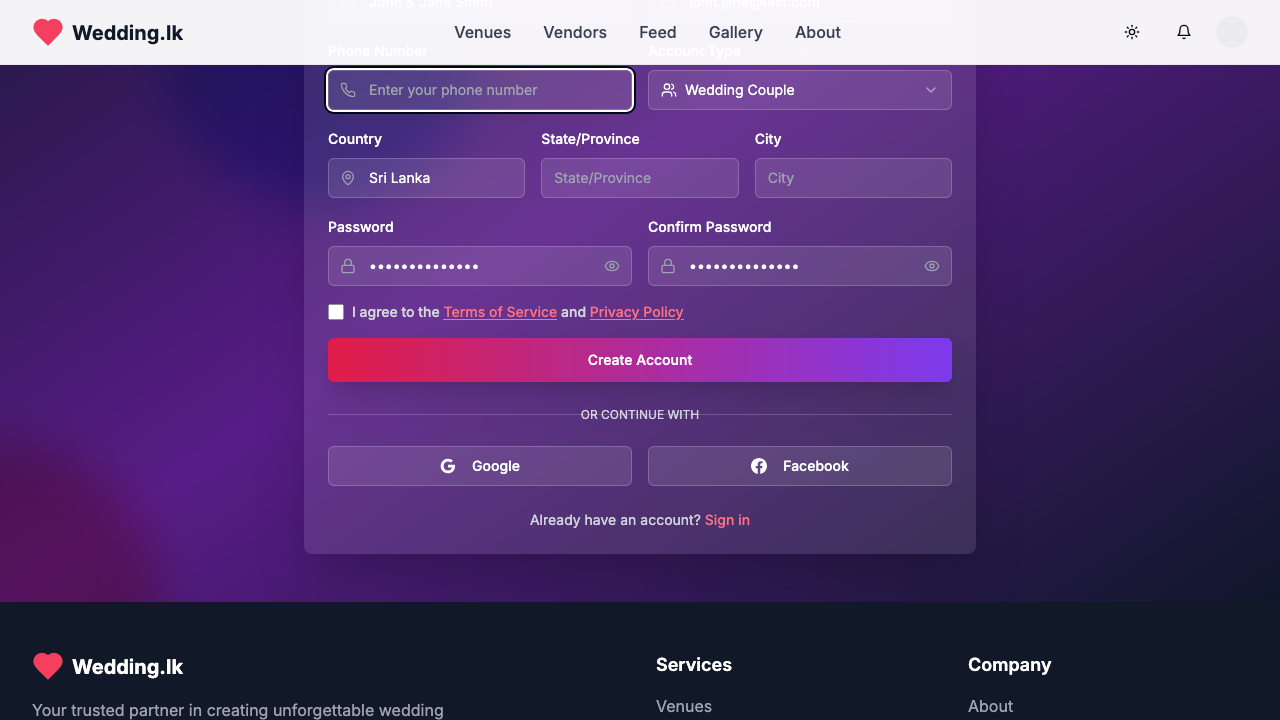 John & Jane Smith
john.jane@test.com
Wedding.lk
Venues
Vendors
Feed
Gallery
About
Phone Number
Account Type
Enter your phone number
Wedding Couple
Country
State/Province
City
Sri Lanka
State/Province
City
Password
Confirm Password
••••••••••••••
••••••••••••••
I agree to the Terms of Service and Privacy Policy
Create Account
OR CONTINUE WITH
Google
Facebook
Already have an account? Sign in
Wedding.lk
Services
Company
Your trusted partner in creating unforgettable wedding
Venues
About